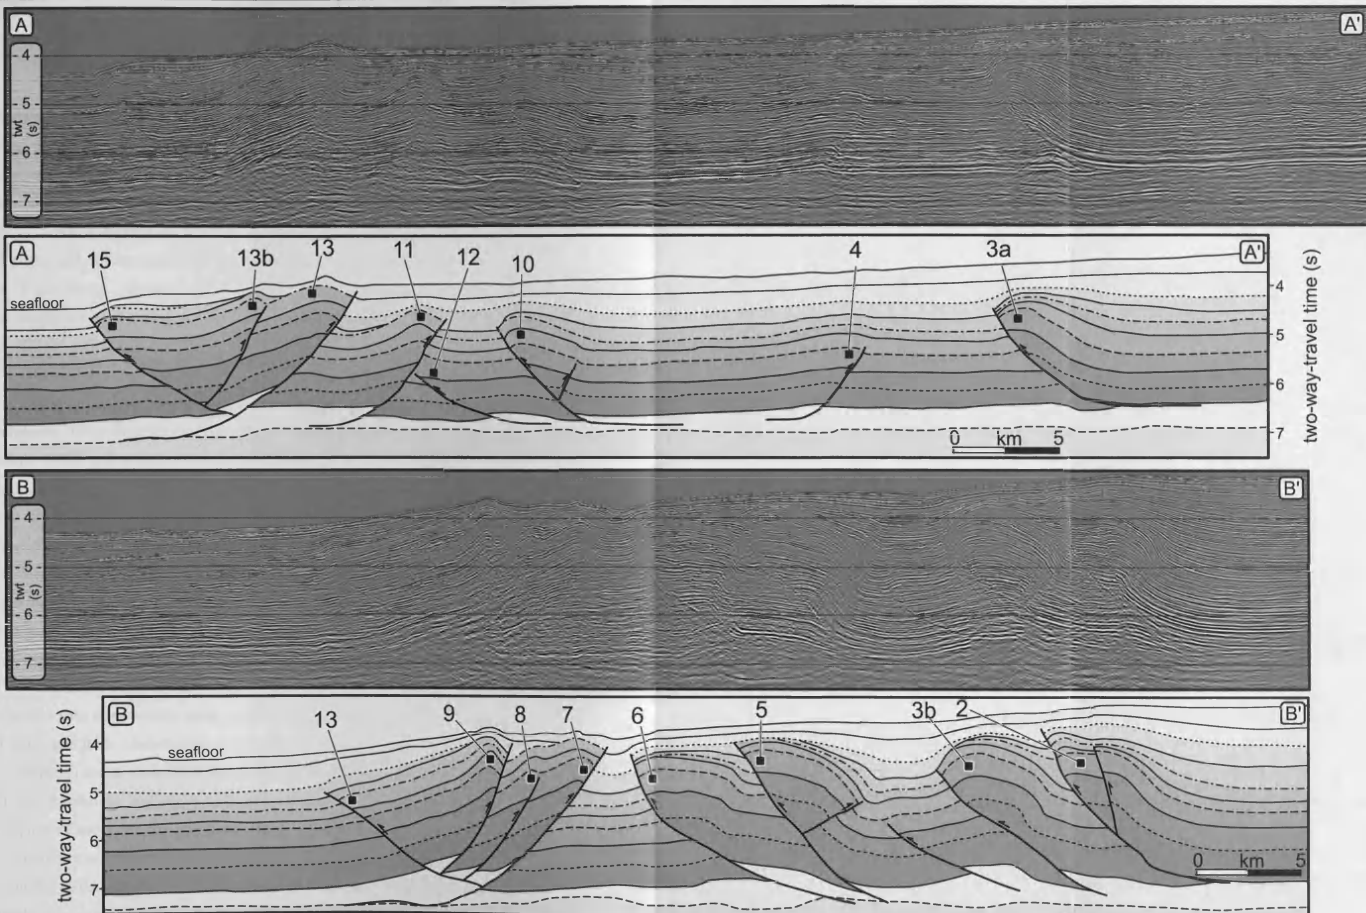 A A'
- 4 -
- 5 -
twt (s)
- 6 -
- 7 -
A 15 13b 13 11 12 10 4 3a A'
seafloor
4
5
6
7
two-way-travel time (s)
0 km 5
B B'
- 4 -
- 5 -
twt (s)
- 6 -
- 7 -
B 13 9 8 7 6 5 3b 2 B'
seafloor
4
5
6
7
two-way-travel time (s)
0 km 5